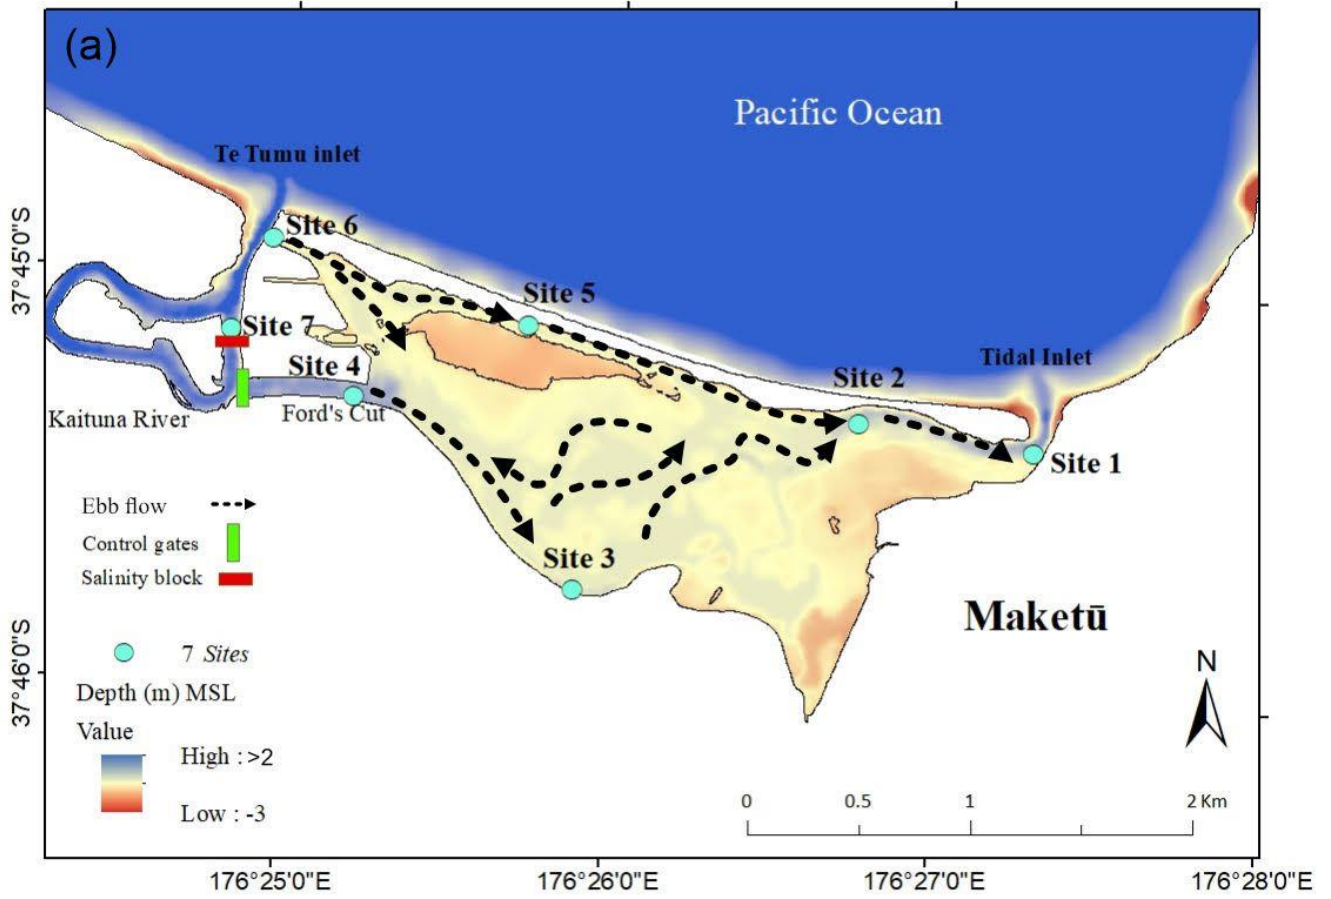 (a)
Pacific Ocean
Te Tumu inlet
Site 6
37°45'0"S
Site 5
Site 7
Tidal Inlet
Site 4
Site 2
Kaituna River
Ford's Cut
Site 1
Ebb flow
Control gates
Site 3
Salinity block
Maketū
7 Sites
37°46'0"S
N
Depth (m) MSL
Value
High : >2
Low : -3
0 0.5 1 2 Km
176°25'0"E 176°26'0"E 176°27'0"E 176°28'0"E